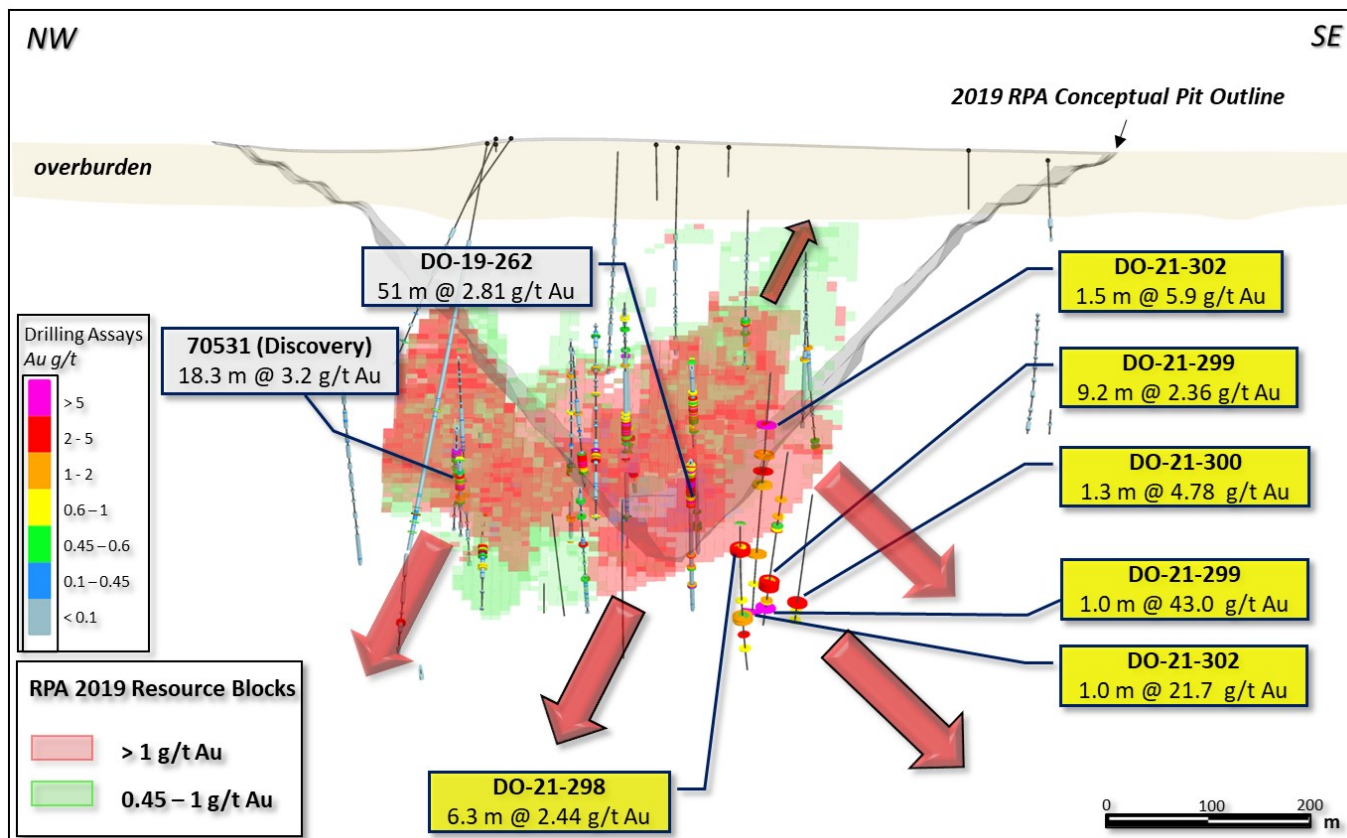 NW
SE
2019 RPA Conceptual Pit Outline
overburden
DO-19-262
51 m @ 2.81 g/t Au
70531 (Discovery)
18.3 m @ 3.2 g/t Au
DO-21-302
1.5 m @ 5.9 g/t Au
DO-21-299
9.2 m @ 2.36 g/t Au
DO-21-300
1.3 m @ 4.78 g/t Au
DO-21-299
1.0 m @ 43.0 g/t Au
DO-21-302
1.0 m @ 21.7 g/t Au
DO-21-298
6.3 m @ 2.44 g/t Au
Drilling Assays
Au g/t
> 5
2 - 5
1 - 2
0.6 – 1
0.45 – 0.6
0.1 – 0.45
< 0.1
RPA 2019 Resource Blocks
> 1 g/t Au
0.45 – 1 g/t Au
0 100 200
m